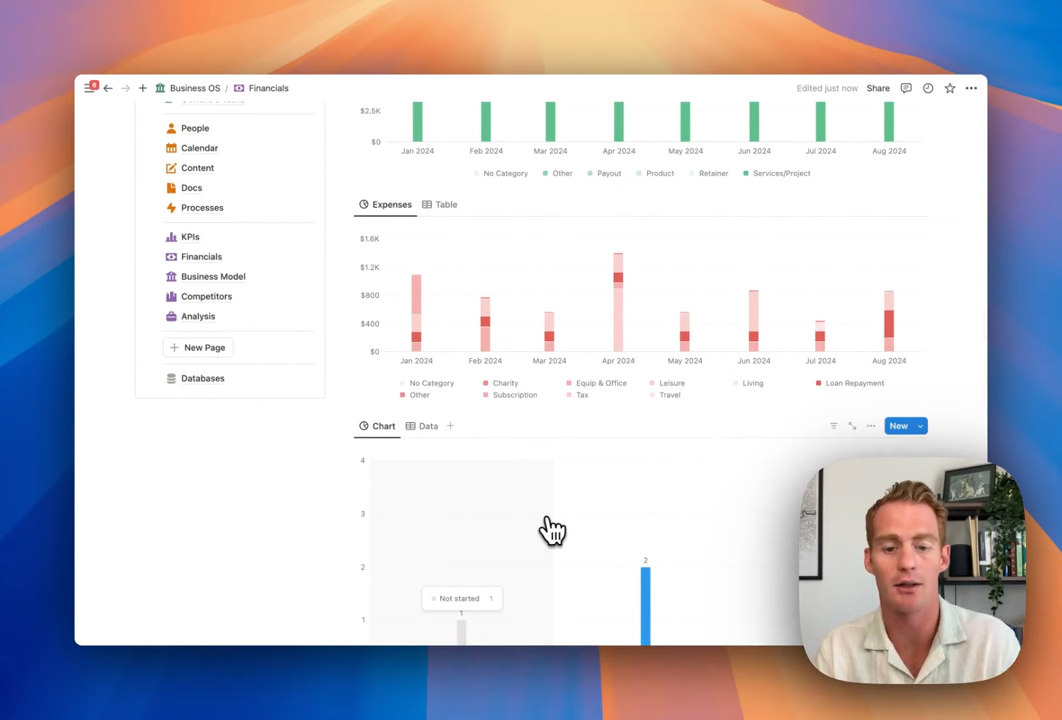 6
Business OS / Financials
Edited just now
Share
People
Calendar
Content
Docs
Processes
KPIs
Financials
Business Model
Competitors
Analysis
New Page
Databases
$2.5K
$0
Jan 2024 Feb 2024 Mar 2024 Apr 2024 May 2024 Jun 2024 Jul 2024 Aug 2024
No Category Other Payout Product Retainer Services/Project
Expenses Table
$1.6K
$1.2K
$800
$400
$0
Jan 2024 Feb 2024 Mar 2024 Apr 2024 May 2024 Jun 2024 Jul 2024 Aug 2024
No Category Charity Equip & Office Leisure Living Loan Repayment
Other Subscription Tax Travel
Chart Data
New
4
3
2
2
Not started 1
1
1